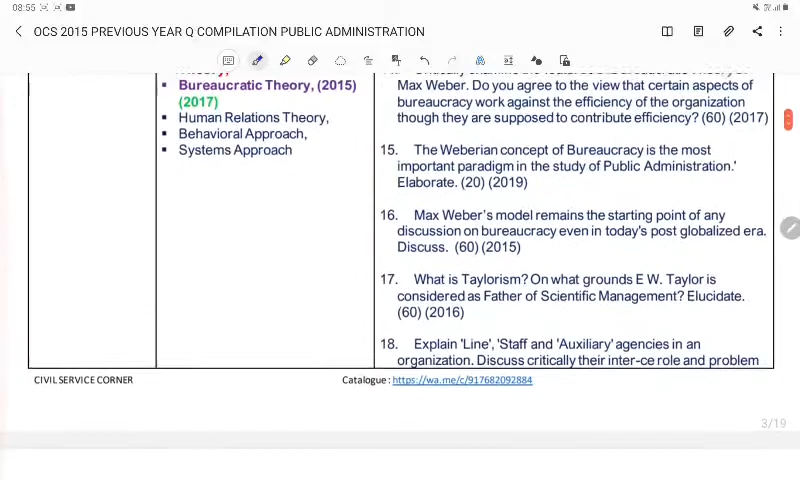 08:55
OCS 2015 PREVIOUS YEAR Q COMPILATION PUBLIC ADMINISTRATION
Bureaucratic Theory, (2015)
(2017)
Human Relations Theory,
Behavioral Approach,
Systems Approach
Max Weber. Do you agree to the view that certain aspects of
bureaucracy work against the efficiency of the organization
though they are supposed to contribute efficiency? (60) (2017)
15. The Weberian concept of Bureaucracy is the most
important paradigm in the study of Public Administration.'
Elaborate. (20) (2019)
16. Max Weber's model remains the starting point of any
discussion on bureaucracy even in today's post globalized era.
Discuss. (60) (2015)
17. What is Taylorism? On what grounds E W. Taylor is
considered as Father of Scientific Management? Elucidate.
(60) (2016)
18. Explain 'Line', 'Staff and 'Auxiliary' agencies in an
organization. Discuss critically their inter-ce role and problem
CIVIL SERVICE CORNER
Catalogue : https://wa.me/c/917682092884
3/19